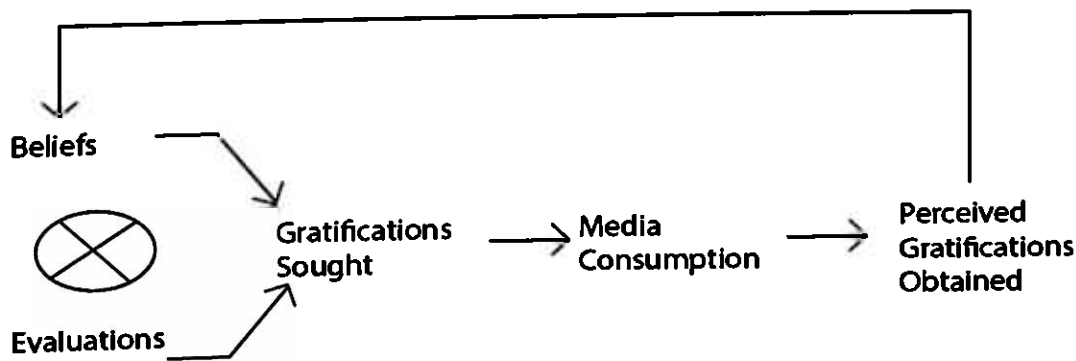 Beliefs
Gratifications
Sought
Media
Consumption
Perceived
Gratifications
Obtained
Evaluations